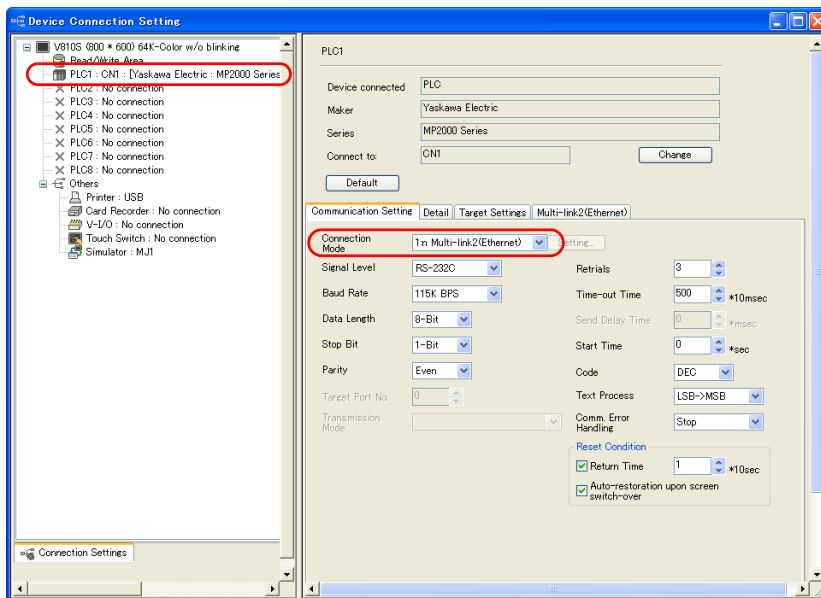 Device Connection Setting
V810S (800 * 600) 64K-Color w/o blinking
Read/Write Area
PLC1 : CN1 : [Yaskawa Electric : MP2000 Series
PLC2 : No connection
PLC3 : No connection
PLC4 : No connection
PLC5 : No connection
PLC6 : No connection
PLC7 : No connection
PLC8 : No connection
Others
Printer : USB
Card Recorder : No connection
V-I/O : No connection
Touch Switch : No connection
Simulator : MJ1
Connection Settings
PLC1
Device connected PLC
Maker Yaskawa Electric
Series MP2000 Series
Connect to: CN1 Change
Default
Communication Setting Detail Target Settings Multi-link2(Ethernet)
Connection Mode 1:n Multi-link2(Ethernet) Setting...
Signal Level RS-232C Retrials 3
Baud Rate 115K BPS Time-out Time 500 *10msec
Data Length 8-Bit Send Delay Time 0 *msec
Stop Bit 1-Bit Start Time 0 *sec
Parity Even Code DEC
Target Port No. 0 Text Process LSB->MSB
Transmission Mode Comm. Error Handling Stop
Reset Condition
Return Time 1 *10sec
Auto-restoration upon screen
switch-over